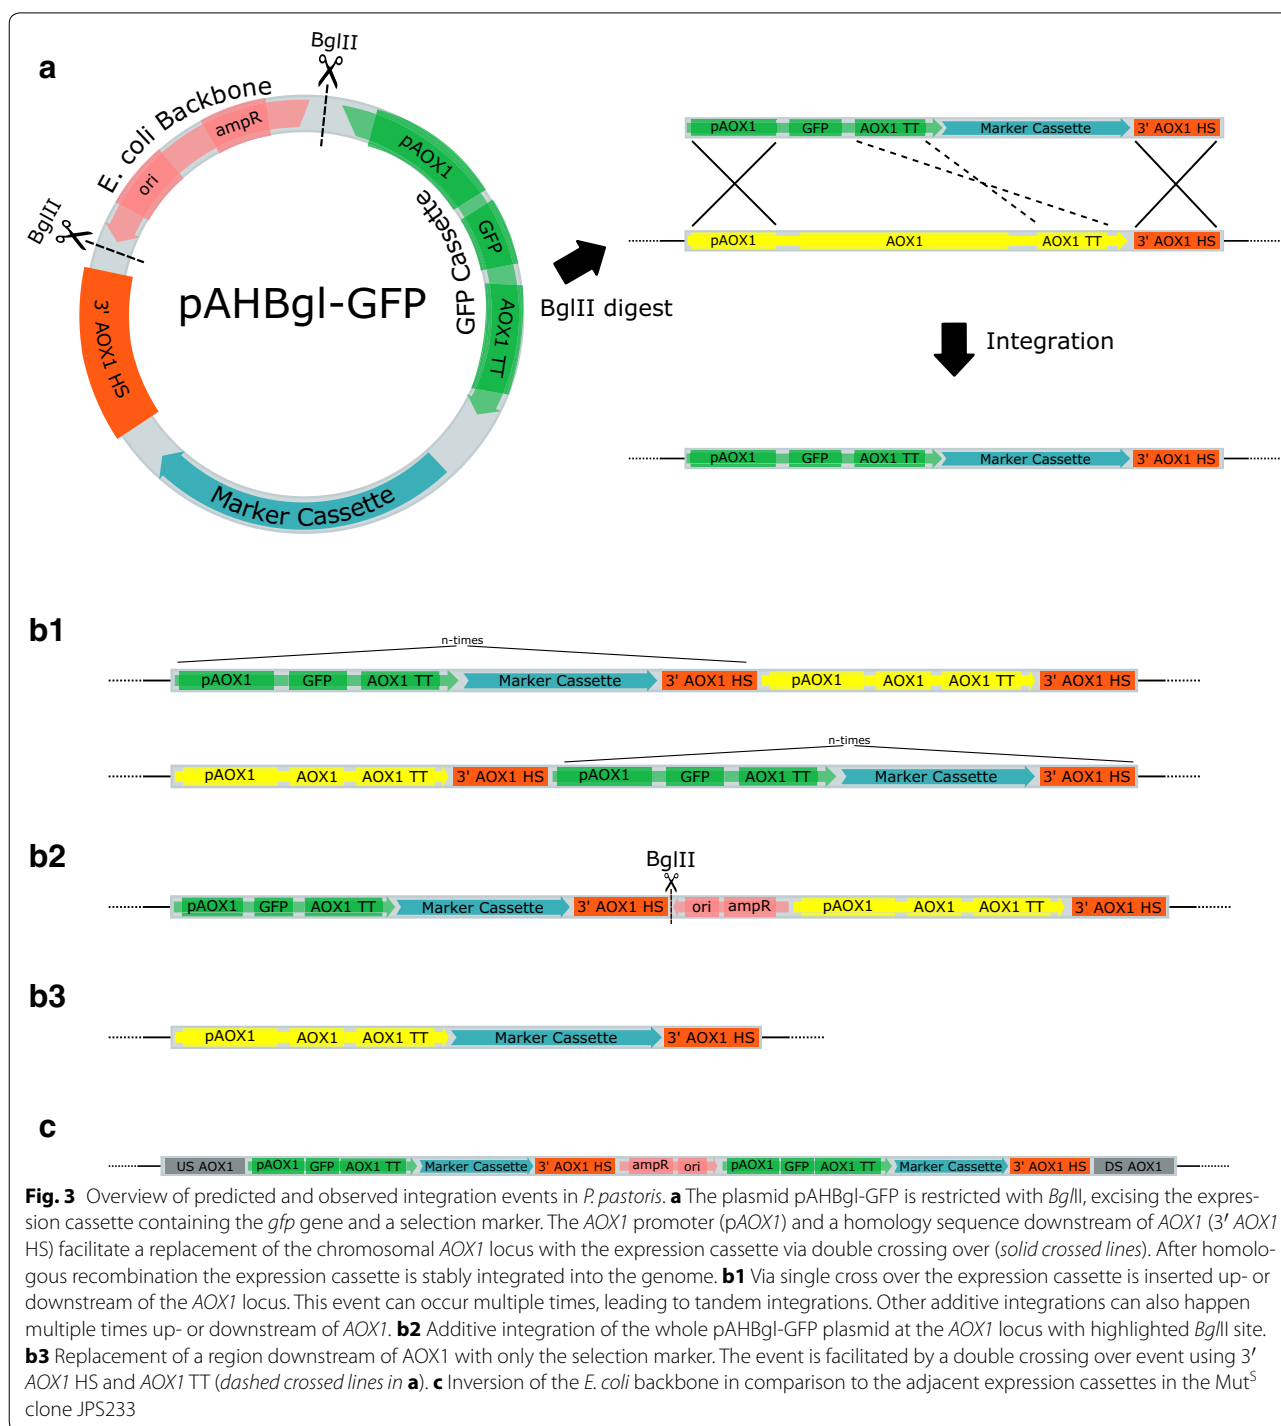 a
BglII
BglII
E. coli Backbone
ampR
ori
pAOX1
GFP
AOX1 TT
GFP Cassette
3' AOX1 HS
Marker Cassette
pAHBgl-GFP
BglII digest
pAOX1 GFP AOX1 TT Marker Cassette 3' AOX1 HS
pAOX1 AOX1 AOX1 TT 3' AOX1 HS
Integration
pAOX1 GFP AOX1 TT Marker Cassette 3' AOX1 HS
b1
n-times
pAOX1 GFP AOX1 TT Marker Cassette 3' AOX1 HS pAOX1 AOX1 AOX1 TT 3' AOX1 HS
n-times
pAOX1 AOX1 AOX1 TT 3' AOX1 HS pAOX1 GFP AOX1 TT Marker Cassette 3' AOX1 HS
b2
BglII
pAOX1 GFP AOX1 TT Marker Cassette 3' AOX1 HS ori ampR pAOX1 AOX1 AOX1 TT 3' AOX1 HS
b3
pAOX1 AOX1 AOX1 TT Marker Cassette 3' AOX1 HS
c
US AOX1 pAOX1 GFP AOX1 TT Marker Cassette 3' AOX1 HS ampR ori pAOX1 GFP AOX1 TT Marker Cassette 3' AOX1 HS DS AOX1
Fig. 3 Overview of predicted and observed integration events in P. pastoris. a The plasmid pAHBgl-GFP is restricted with BglII, excising the expres-
sion cassette containing the gfp gene and a selection marker. The AOX1 promoter (pAOX1) and a homology sequence downstream of AOX1 (3′ AOX1
HS) facilitate a replacement of the chromosomal AOX1 locus with the expression cassette via double crossing over (solid crossed lines). After homolo-
gous recombination the expression cassette is stably integrated into the genome. b1 Via single cross over the expression cassette is inserted up- or
downstream of the AOX1 locus. This event can occur multiple times, leading to tandem integrations. Other additive integrations can also happen
multiple times up- or downstream of AOX1. b2 Additive integration of the whole pAHBgl-GFP plasmid at the AOX1 locus with highlighted BglII site.
b3 Replacement of a region downstream of AOX1 with only the selection marker. The event is facilitated by a double crossing over event using 3′
AOX1 HS and AOX1 TT (dashed crossed lines in a). c Inversion of the E. coli backbone in comparison to the adjacent expression cassettes in the Mut^S
clone JPS233